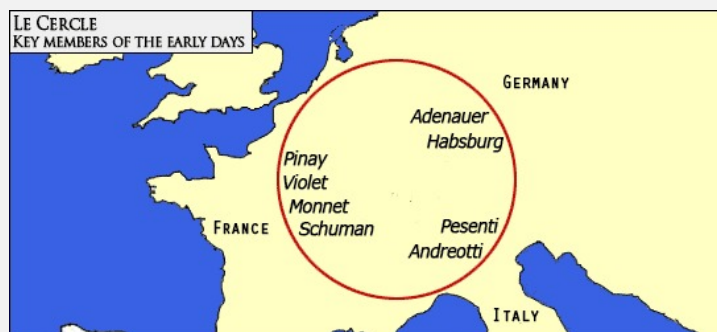 LE CERCLE
KEY MEMBERS OF THE EARLY DAYS
GERMANY
Adenauer
Habsburg
Pinay
Violet
Monnet
Schuman
FRANCE
Pesenti
Andreotti
ITALY